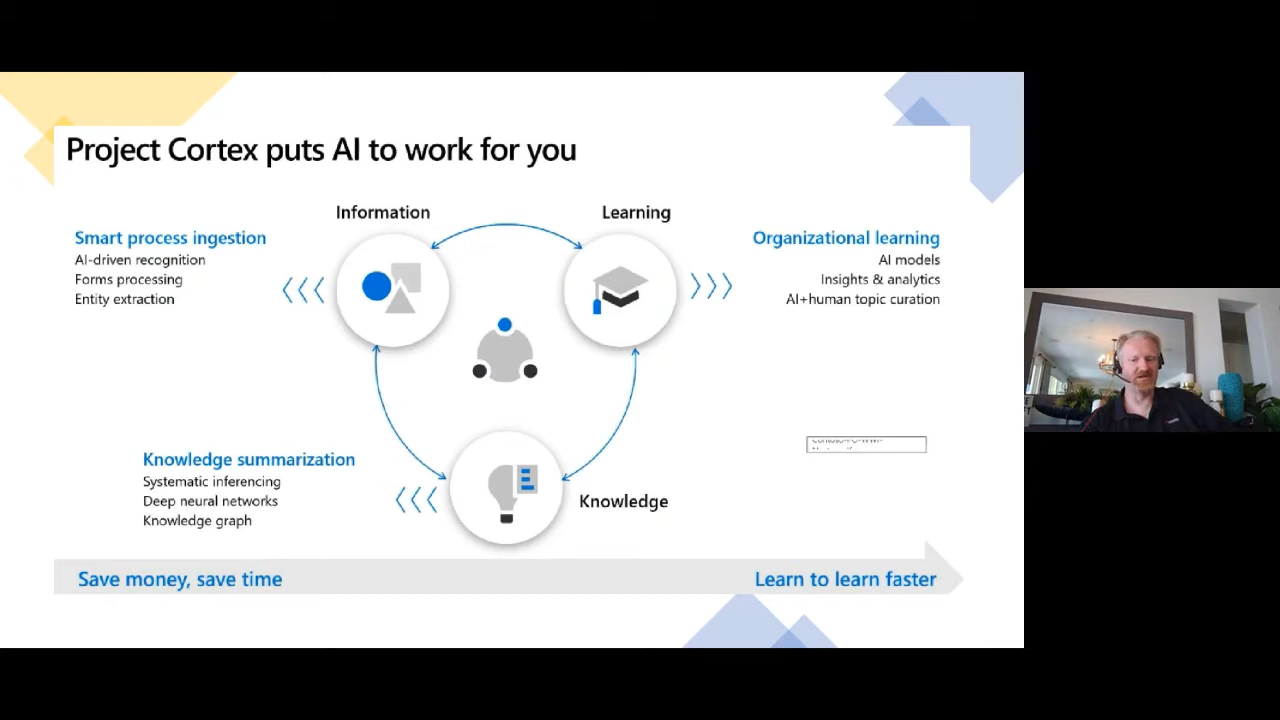 Project Cortex puts AI to work for you
Information
Learning
Smart process ingestion
AI-driven recognition
Forms processing
Entity extraction
Organizational learning
AI models
Insights & analytics
AI+human topic curation
Knowledge summarization
Systematic inferencing
Deep neural networks
Knowledge graph
Knowledge
Save money, save time
Learn to learn faster